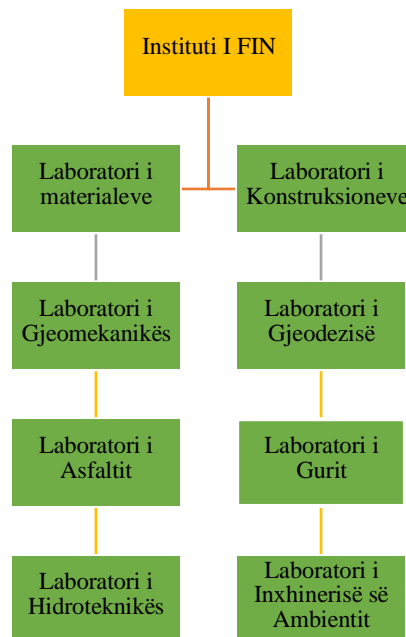 Instituti I FIN
Laboratori i
materialeve
Laboratori i
Konstruksioneve
Laboratori i
Gjeomekanikës
Laboratori i
Gjeodezisë
Laboratori i
Asfaltit
Laboratori i
Gurit
Laboratori i
Hidroteknikës
Laboratori i
Inxhinerisë së
Ambientit